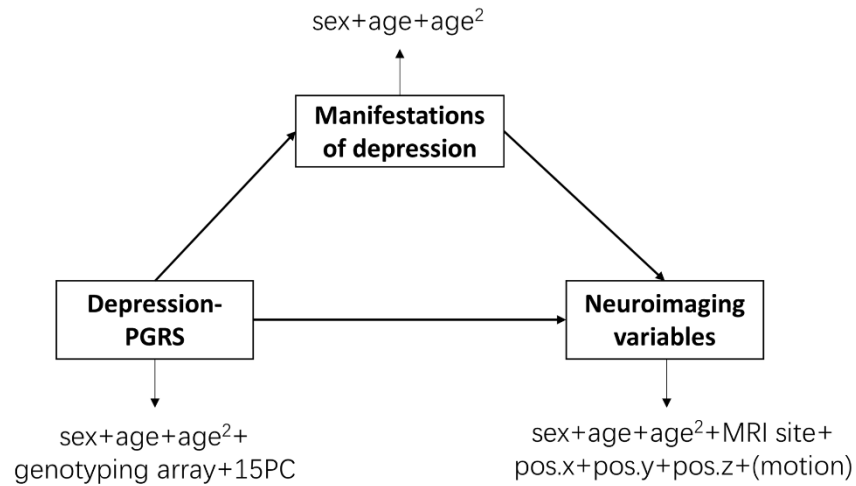 sex+age+age²
Manifestations
of depression
Depression-
PGRS
Neuroimaging
variables
sex+age+age²+
genotyping array+15PC
sex+age+age²+MRI site+
pos.x+pos.y+pos.z+(motion)